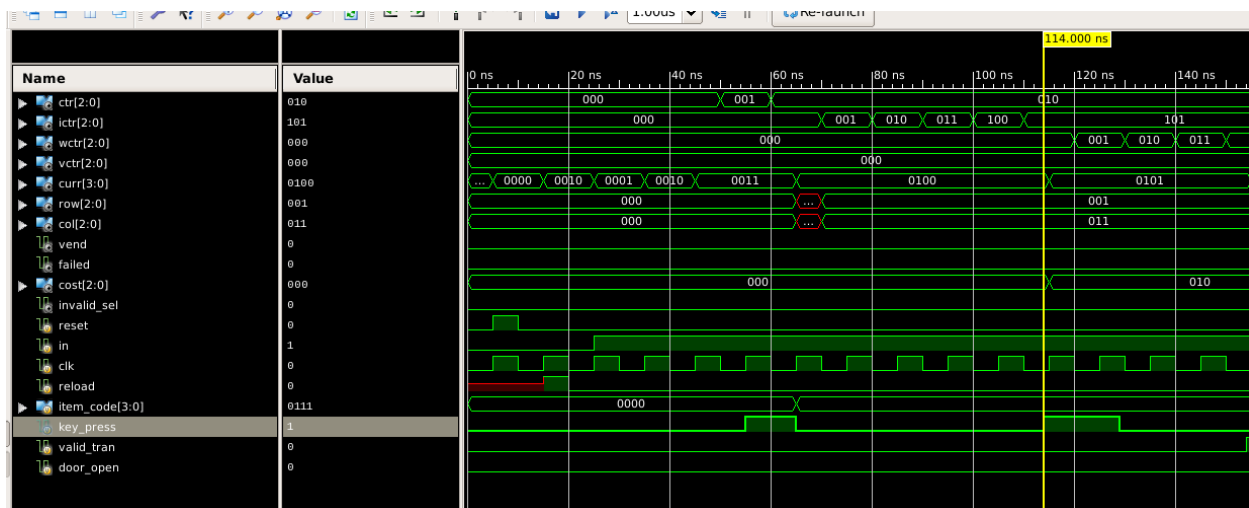 1.00us Re-launch
114.000 ns
Name Value 0 ns 20 ns 40 ns 60 ns 80 ns 100 ns 120 ns 140 ns
ctr[2:0] 010 000 001 010
ictr[2:0] 101 000 001 010 011 100 101
wctr[2:0] 000 000 001 010 011
vctr[2:0] 000 000
curr[3:0] 0100 ... 0000 0010 0001 0010 0011 0100 0101
row[2:0] 001 000 ... 001
col[2:0] 011 000 ... 011
vend 0
failed 0
cost[2:0] 000 000 010
invalid_sel 0
reset 0
in 1
clk 0
reload 0
item_code[3:0] 0111 0000
key_press 1
valid_tran 0
door_open 0